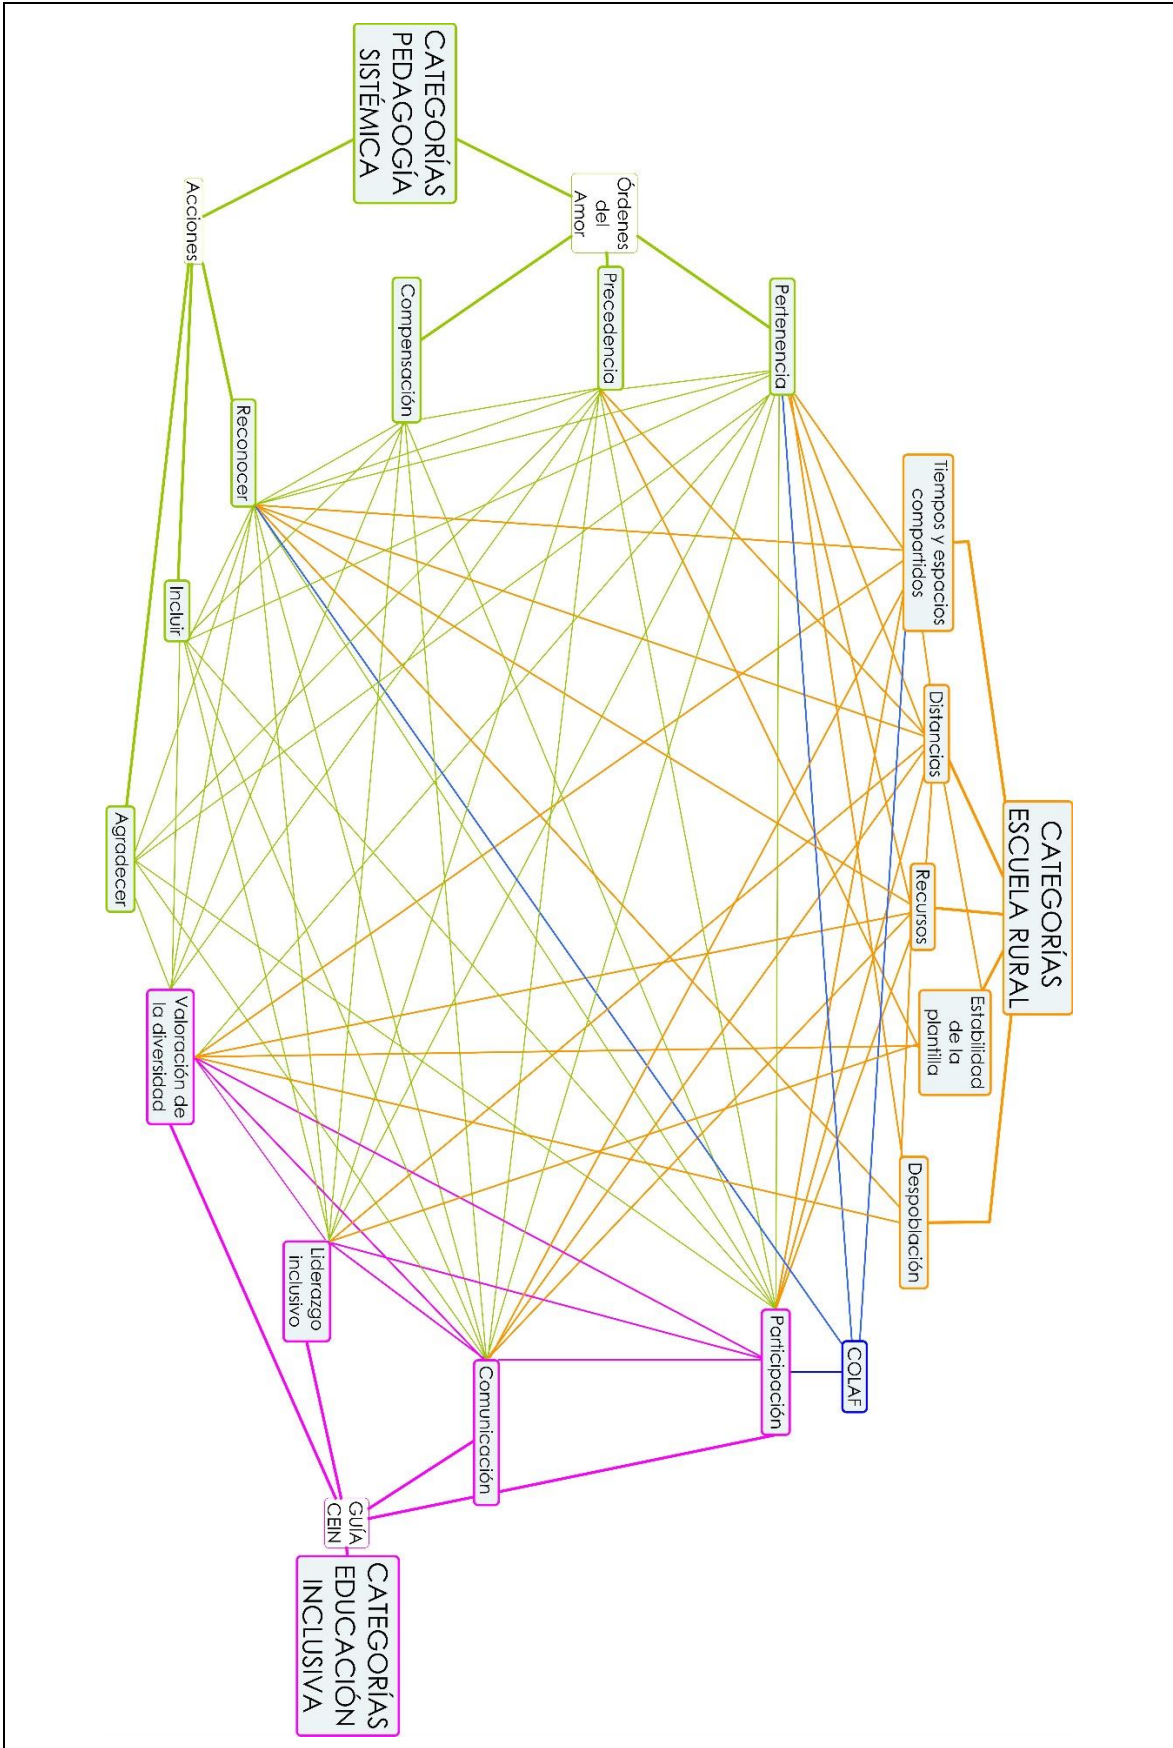 CATEGORÍAS
ESCUELA RURAL
Tiempos y espacios
compartidos
Distancias
Recursos
Estabilidad
de la
plantilla
Despoblación
COLAF
CATEGORÍAS
PEDAGOGÍA
SISTÉMICA
Órdenes
del
Amor
Pertenencia
Precedencia
Compensación
Acciones
Reconocer
Incluir
Agradecer
Participación
Comunicación
Liderazgo
inclusivo
Valoración de
la diversidad
GUÍA
CEIN
CATEGORÍAS
EDUCACIÓN
INCLUSIVA